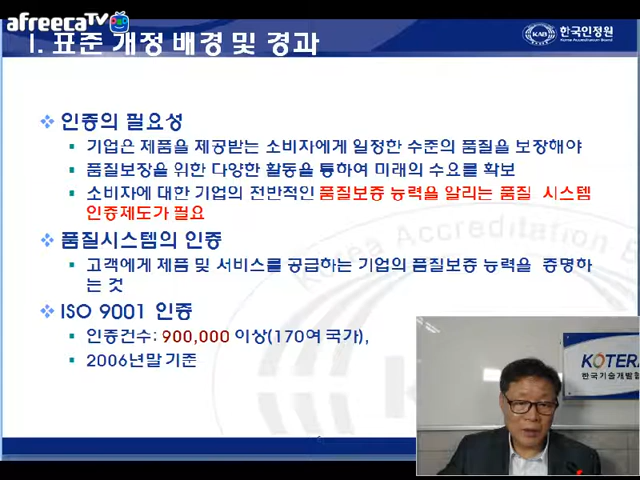 afreecaTV
I. 표준 개정 배경 및 경과
KAB 한국인정원
Korea Accreditation Board
인증의 필요성
기업은 제품을 제공받는 소비자에게 일정한 수준의 품질을 보장해야
품질보장을 위한 다양한 활동을 통하여 미래의 수요를 확보
소비자에 대한 기업의 전반적인 품질보증 능력을 알리는 품질 시스템
인증제도가 필요
품질시스템의 인증
고객에게 제품 및 서비스를 공급하는 기업의 품질보증 능력을 증명하
는 것
ISO 9001 인증
인증건수: 900,000 이상(170여 국가),
2006년말 기준
Korea Accreditation B
KOTERA
한국기술개발협